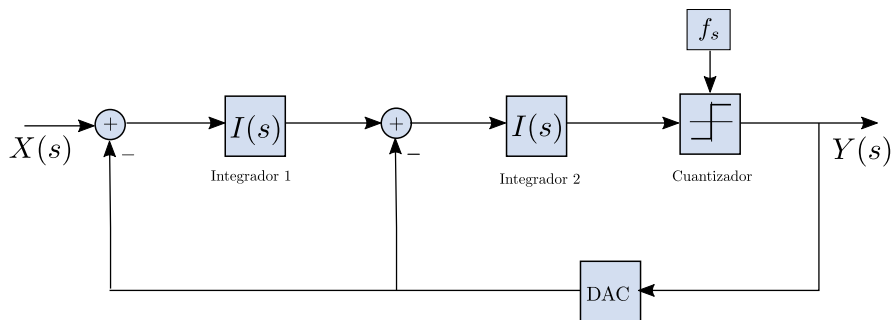 f_s
+
I(s)
+
I(s)
X(s)
−
−
Y(s)
Integrador 1
Integrador 2
Cuantizador
DAC